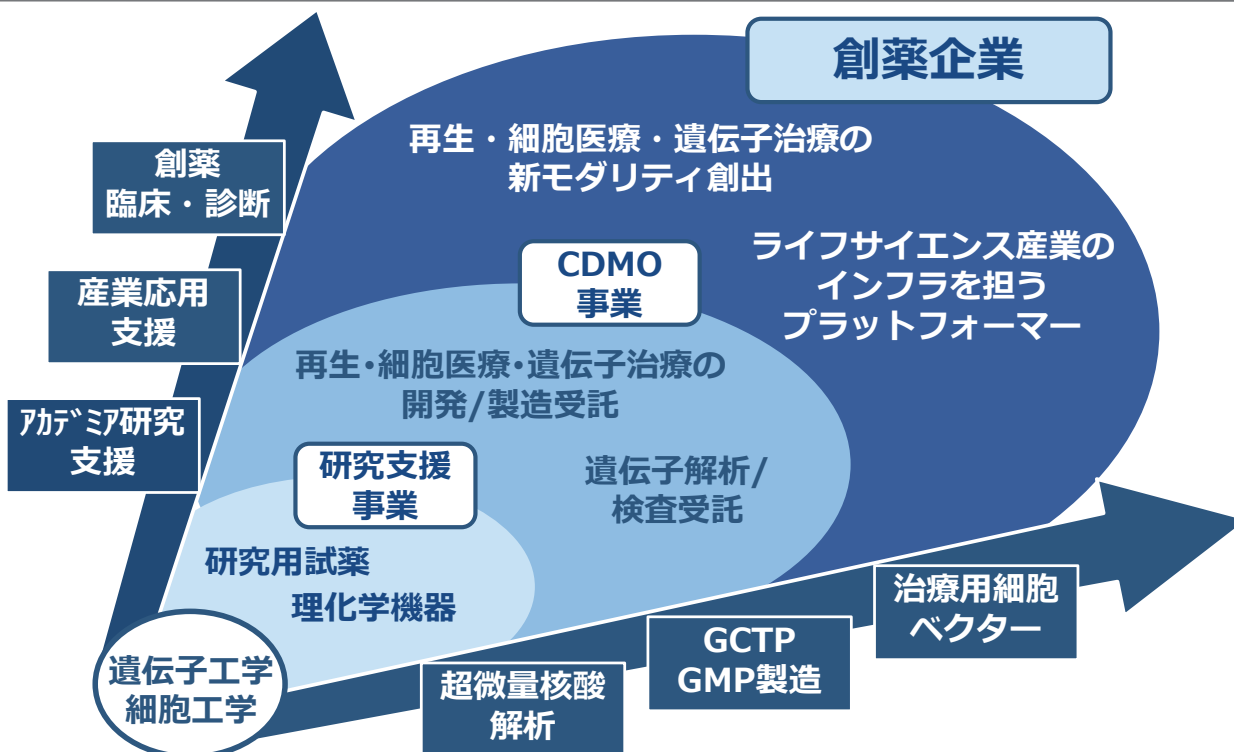 創薬企業
再生・細胞医療・遺伝子治療の
新モダリティ創出
創薬
臨床・診断
ライフサイエンス産業の
インフラを担う
プラットフォーマー
CDMO
事業
産業応用
支援
再生･細胞医療･遺伝子治療の
開発/製造受託
ｱｶﾃﾞﾐｱ研究
支援
研究支援
事業
遺伝子解析/
検査受託
研究用試薬
理化学機器
治療用細胞
ベクター
GCTP
GMP製造
遺伝子工学
細胞工学
超微量核酸
解析